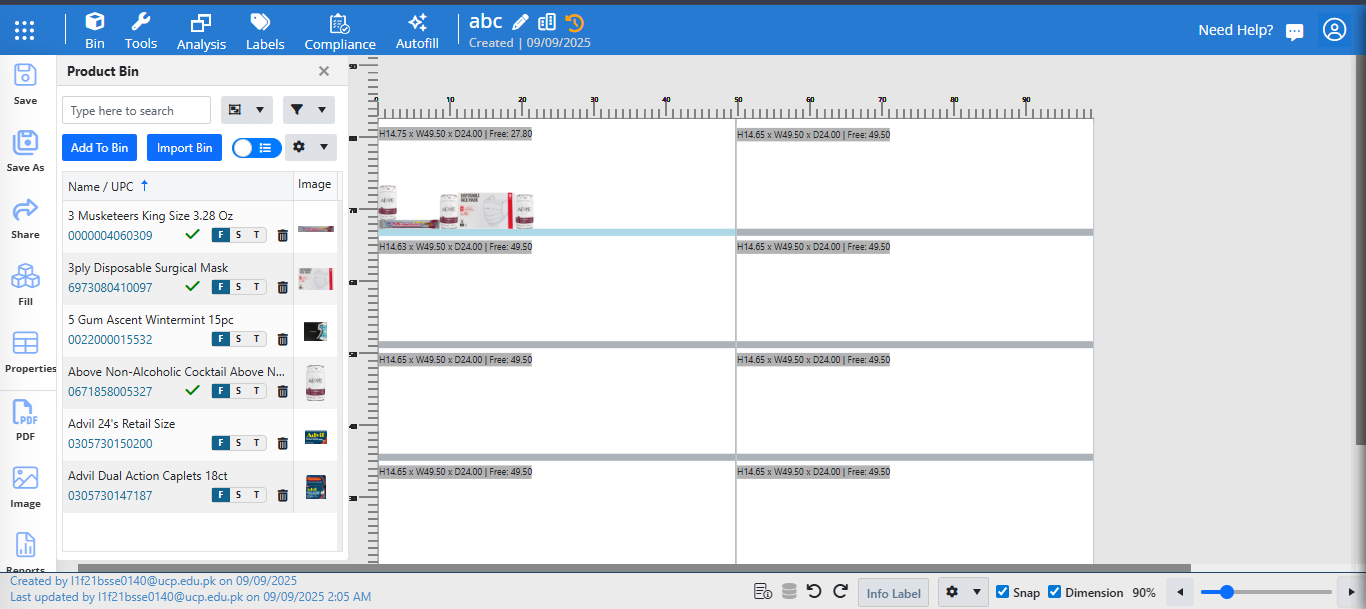 Bin
Tools
Analysis
Labels
Compliance
Autofill
abc
Created | 09/09/2025
Need Help?
Save
Save As
Share
Fill
Properties
PDF
Image
Reports
Product Bin
Type here to search
Add To Bin
Import Bin
Name / UPC
Image
3 Musketeers King Size 3.28 Oz
0000004060309
F S T
3ply Disposable Surgical Mask
6973080410097
F S T
5 Gum Ascent Wintermint 15pc
0022000015532
F S T
Above Non-Alcoholic Cocktail Above N...
0671858005327
F S T
Advil 24's Retail Size
0305730150200
F S T
Advil Dual Action Caplets 18ct
0305730147187
F S T
0 10 20 30 40 50 60 70 80 90
90
80
70
60
50
40
30
H14.75 x W49.50 x D24.00 | Free: 27.80
H14.65 x W49.50 x D24.00 | Free: 49.50
H14.63 x W49.50 x D24.00 | Free: 49.50
H14.65 x W49.50 x D24.00 | Free: 49.50
H14.65 x W49.50 x D24.00 | Free: 49.50
H14.65 x W49.50 x D24.00 | Free: 49.50
H14.65 x W49.50 x D24.00 | Free: 49.50
H14.65 x W49.50 x D24.00 | Free: 49.50
Created by l1f21bsse0140@ucp.edu.pk on 09/09/2025
Last updated by l1f21bsse0140@ucp.edu.pk on 09/09/2025 2:05 AM
Info Label
Snap
Dimension
90%